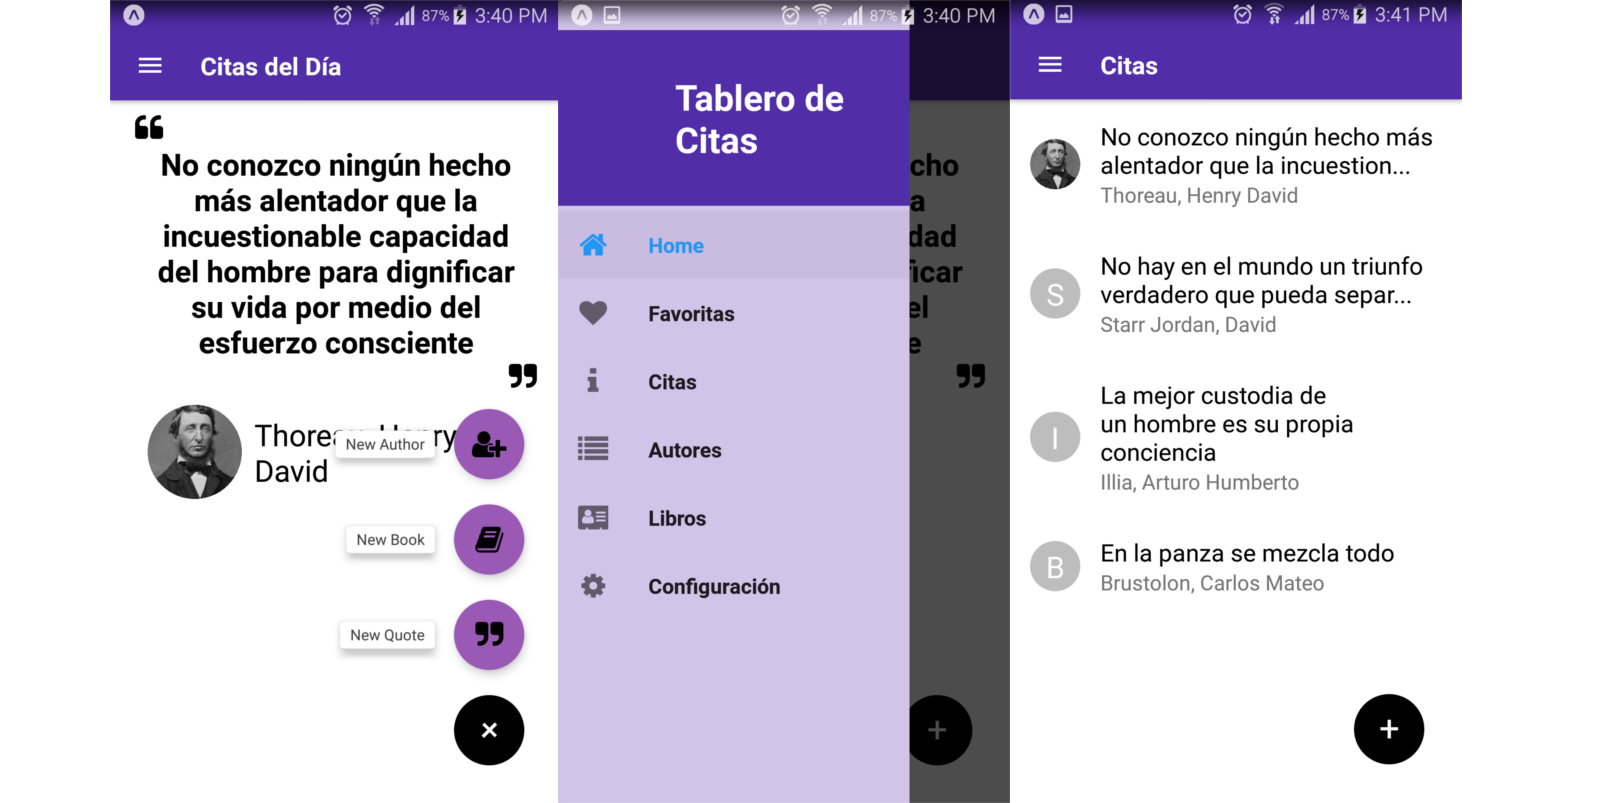 87% 3:40 PM
Citas del Día
No conozco ningún hecho
más alentador que la
incuestionable capacidad
del hombre para dignificar
su vida por medio del
esfuerzo consciente
Thoreau, Henry
David
New Author
New Book
New Quote
87% 3:40 PM
Tablero de
Citas
Home
Favoritas
Citas
Autores
Libros
Configuración
cho
a
dad
ficar
el
e
87% 3:41 PM
Citas
No conozco ningún hecho más
alentador que la incuestion...
Thoreau, Henry David
S
No hay en el mundo un triunfo
verdadero que pueda separ...
Starr Jordan, David
I
La mejor custodia de
un hombre es su propia
conciencia
Illia, Arturo Humberto
B
En la panza se mezcla todo
Brustolon, Carlos Mateo